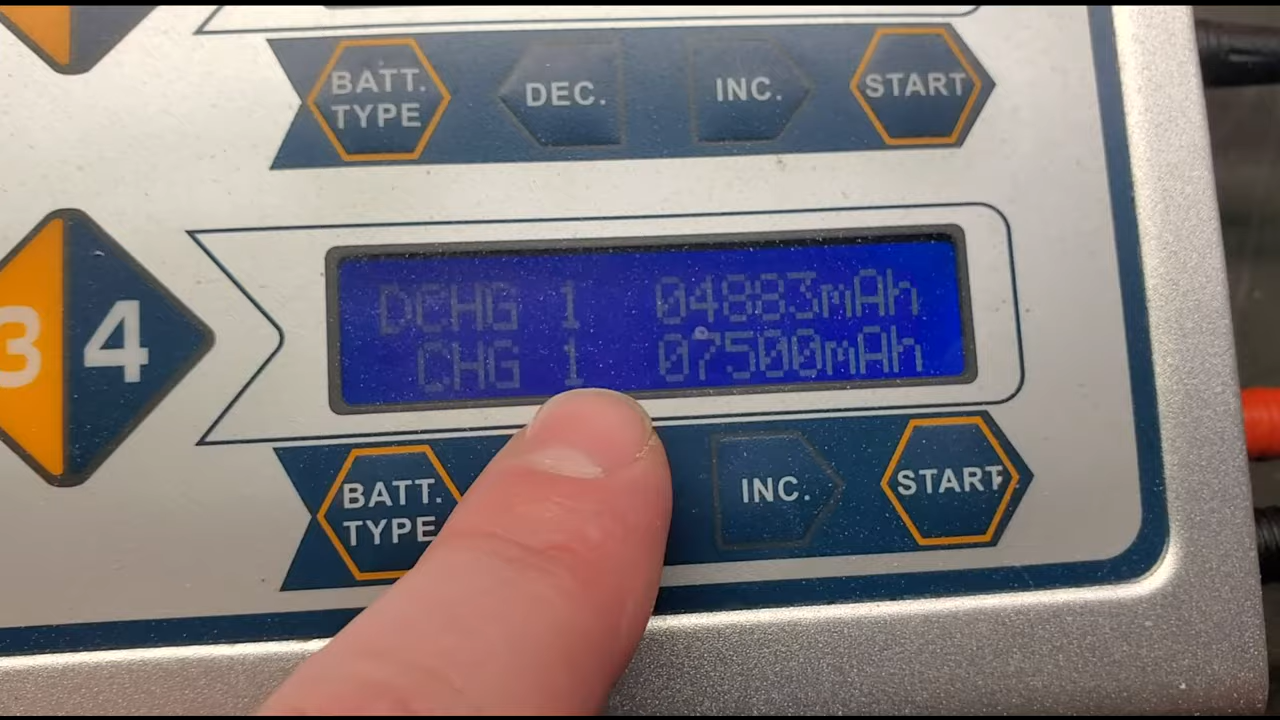 BATT.
TYPE
DEC.
INC.
START
3
4
DCHG 1 04883mAh
CHG 1 07500mAh
BATT.
TYPE
INC.
START